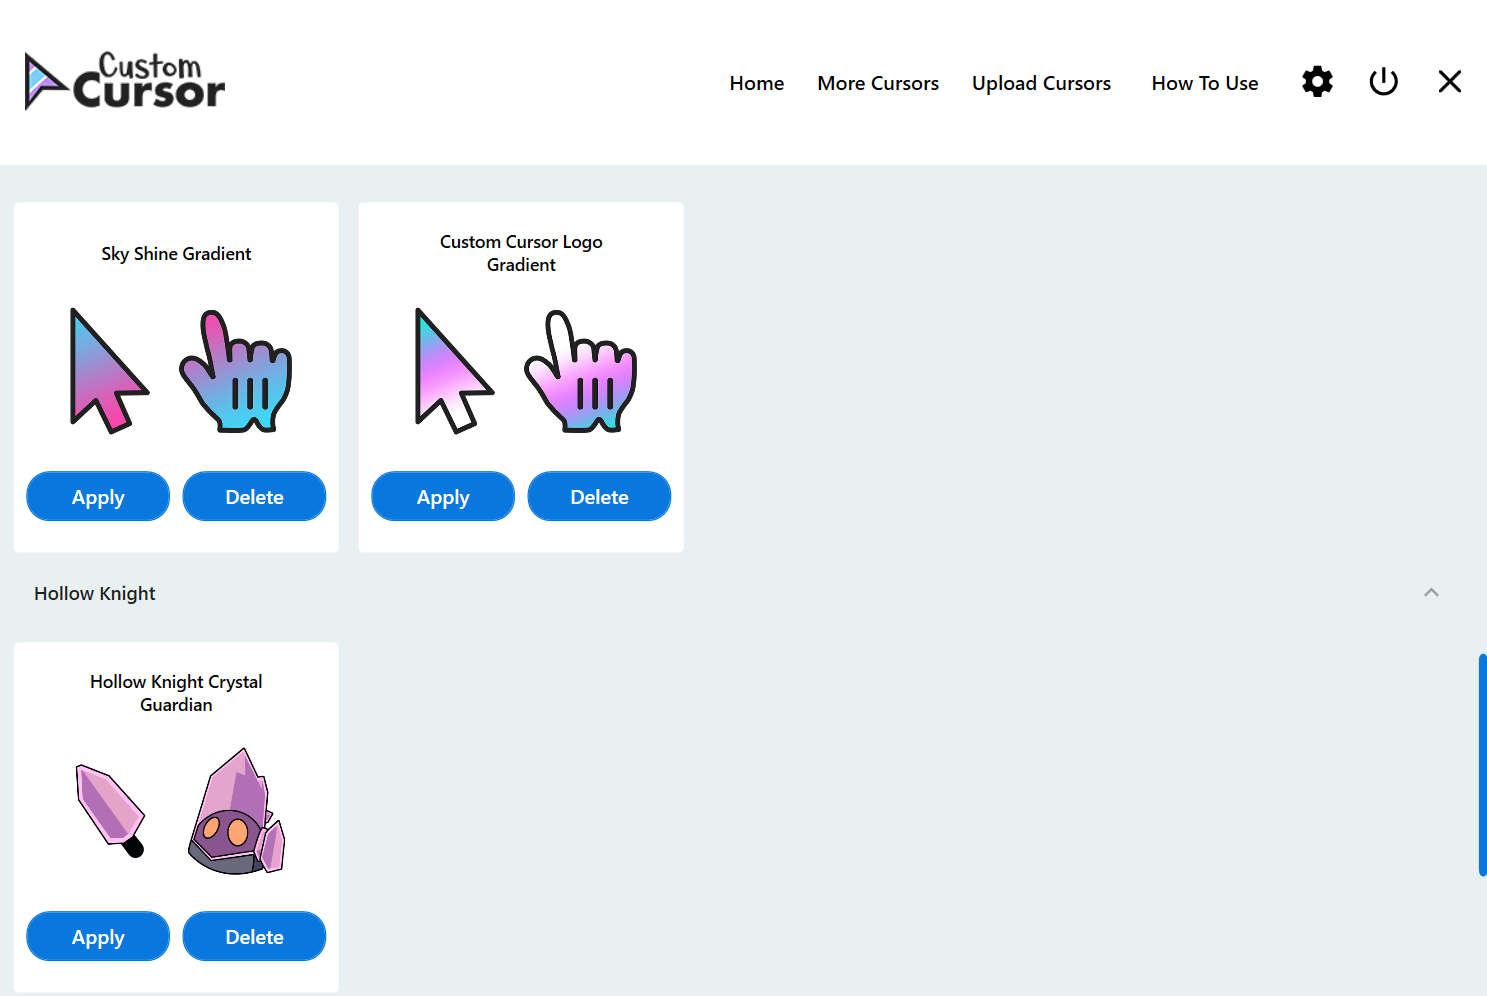 Custom
Cursor
Home
More Cursors
Upload Cursors
How To Use
Sky Shine Gradient
Custom Cursor Logo
Gradient
Apply
Delete
Apply
Delete
Hollow Knight
Hollow Knight Crystal
Guardian
Apply
Delete